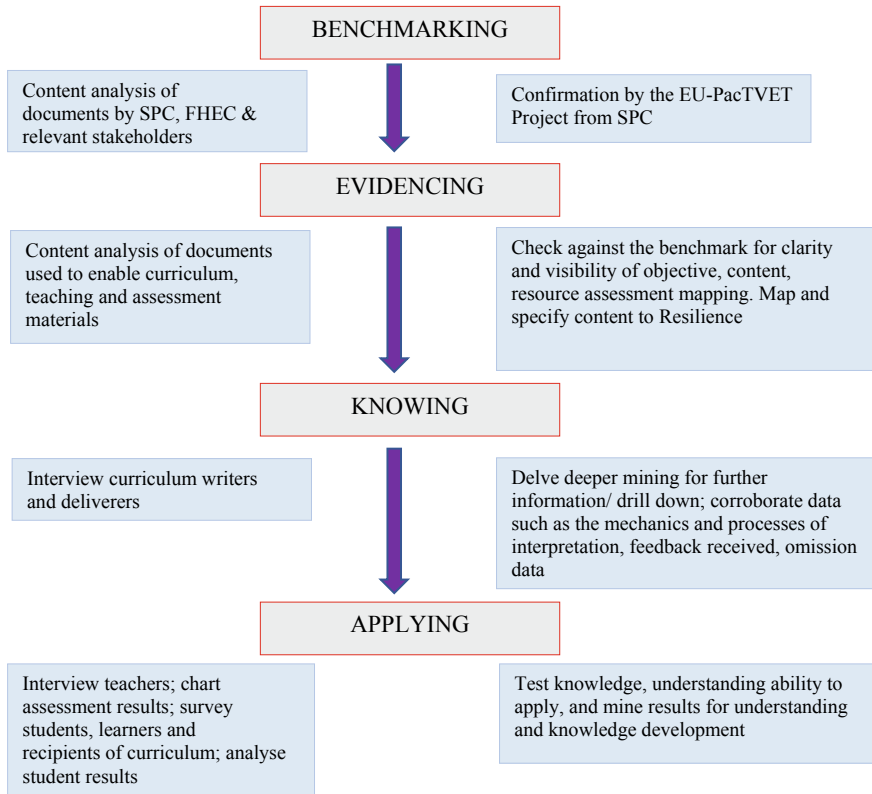 BENCHMARKING
Content analysis of
documents by SPC, FHEC &
relevant stakeholders
Confirmation by the EU-PacTVET
Project from SPC
EVIDENCING
Content analysis of documents
used to enable curriculum,
teaching and assessment
materials
Check against the benchmark for clarity
and visibility of objective, content,
resource assessment mapping. Map and
specify content to Resilience
KNOWING
Interview curriculum writers
and deliverers
Delve deeper mining for further
information/ drill down; corroborate data
such as the mechanics and processes of
interpretation, feedback received, omission
data
APPLYING
Interview teachers; chart
assessment results; survey
students, learners and
recipients of curriculum; analyse
student results
Test knowledge, understanding ability to
apply, and mine results for understanding
and knowledge development